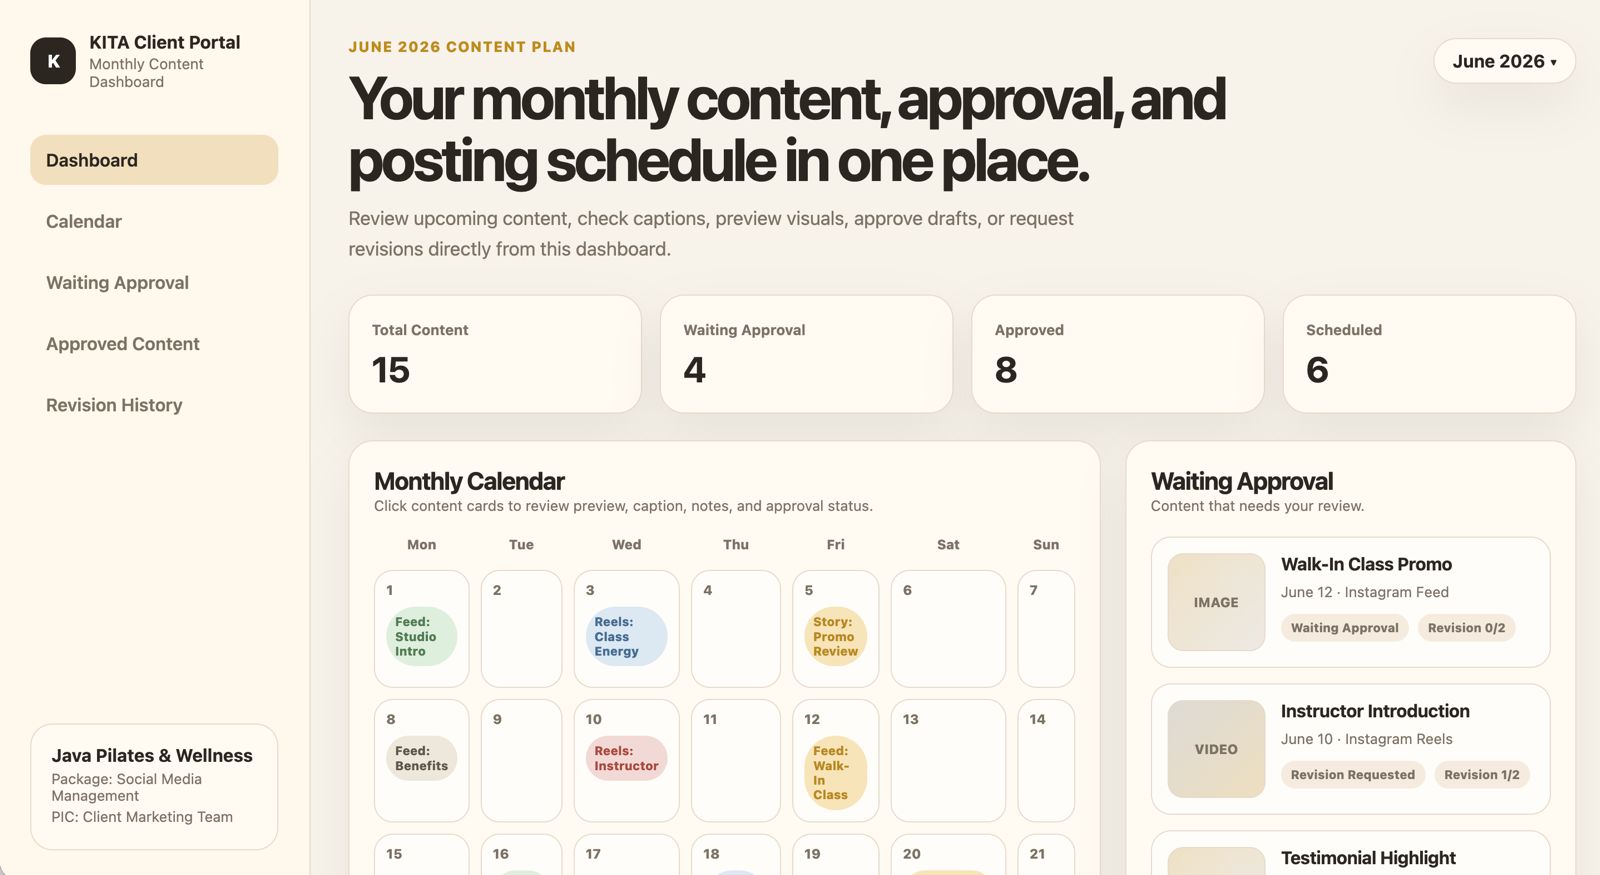 K
KITA Client Portal
Monthly Content
Dashboard
Dashboard
Calendar
Waiting Approval
Approved Content
Revision History
Java Pilates & Wellness
Package: Social Media
Management
PIC: Client Marketing Team
JUNE 2026 CONTENT PLAN
Your monthly content, approval, and
posting schedule in one place.
Review upcoming content, check captions, preview visuals, approve drafts, or request
revisions directly from this dashboard.
June 2026 ▾
Total Content
15
Waiting Approval
4
Approved
8
Scheduled
6
Monthly Calendar
Click content cards to review preview, caption, notes, and approval status.
Mon Tue Wed Thu Fri Sat Sun
1
Feed:
Studio
Intro
2
3
Reels:
Class
Energy
4
5
Story:
Promo
Review
6
7
8
Feed:
Benefits
9
10
Reels:
Instructor
11
12
Feed:
Walk-
In
Class
13
14
15
16
17
18
19
20
21
Waiting Approval
Content that needs your review.
IMAGE
Walk-In Class Promo
June 12 · Instagram Feed
Waiting Approval
Revision 0/2
VIDEO
Instructor Introduction
June 10 · Instagram Reels
Revision Requested
Revision 1/2
Testimonial Highlight